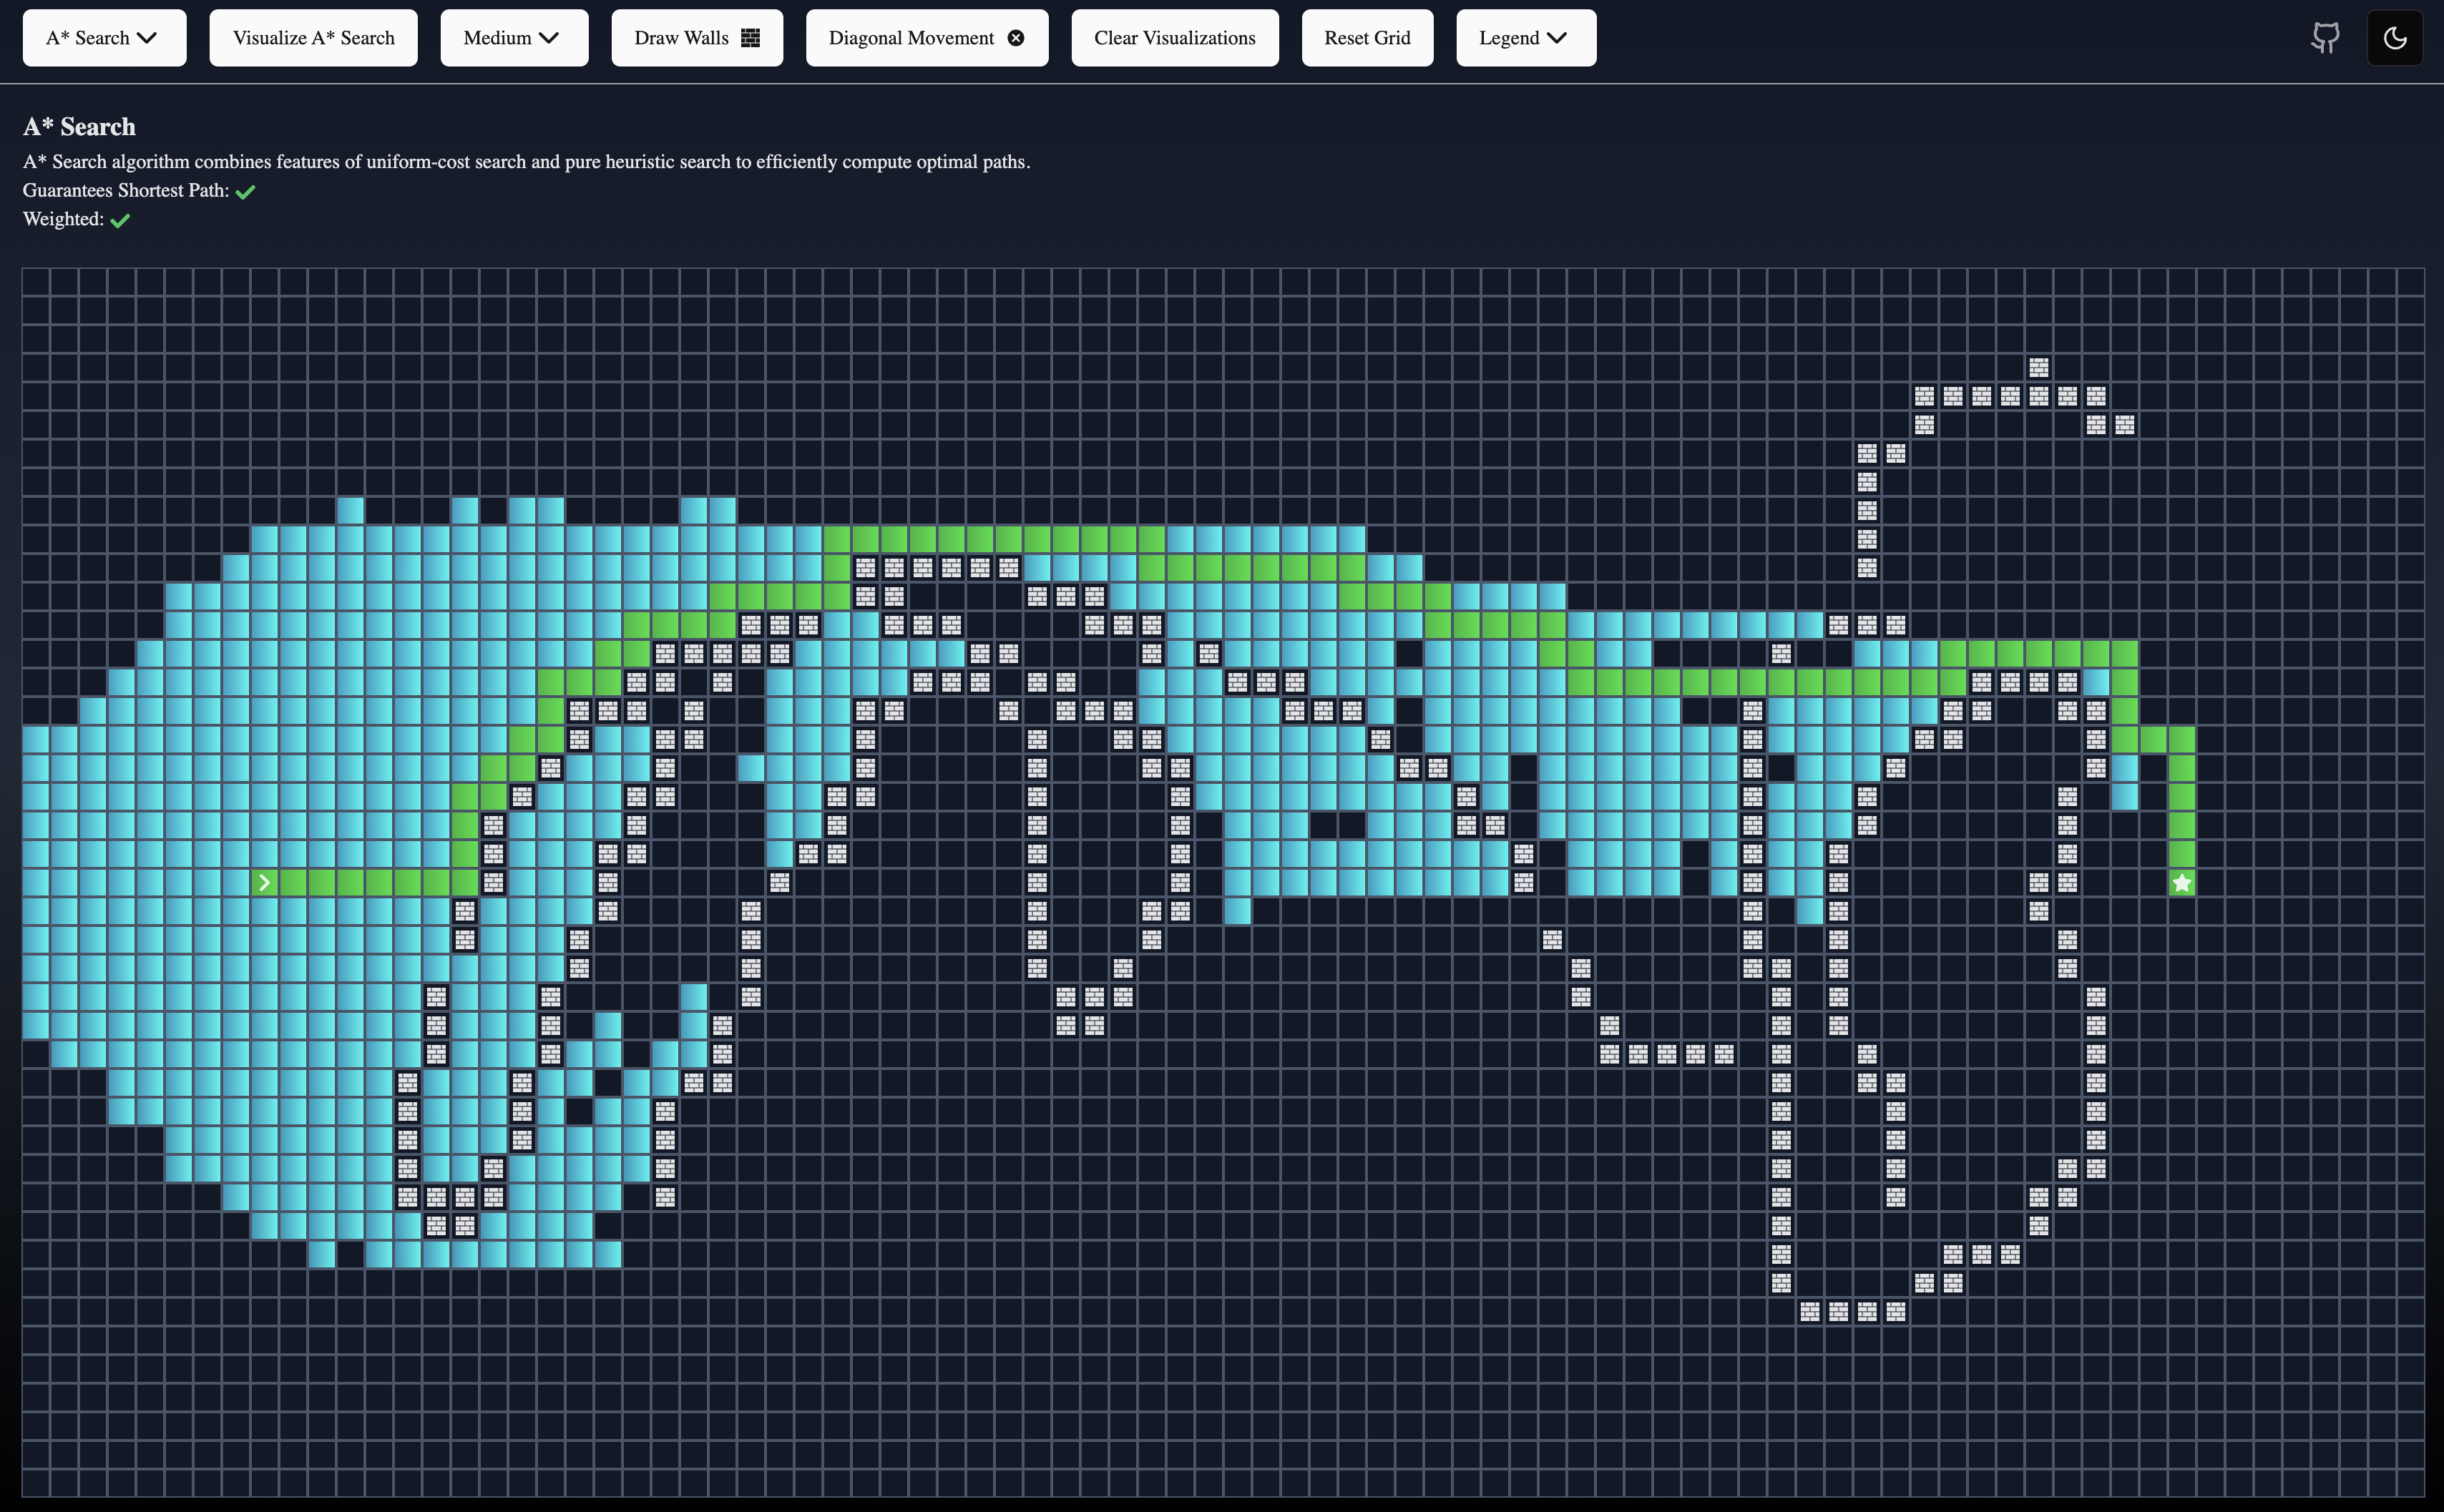 A* Search
Visualize A* Search
Medium
Draw Walls
Diagonal Movement
Clear Visualizations
Reset Grid
Legend
A* Search
A* Search algorithm combines features of uniform-cost search and pure heuristic search to efficiently compute optimal paths.
Guarantees Shortest Path:
Weighted: